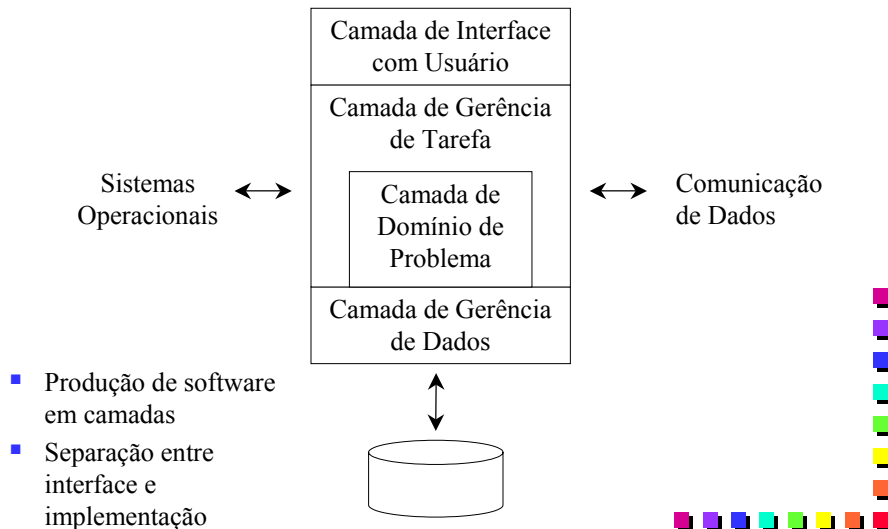 Camada de Interface
com Usuário
Camada de Gerência
de Tarefa
Sistemas
Operacionais
Camada de
Domínio de
Problema
Comunicação
de Dados
Camada de Gerência
de Dados
Produção de software
em camadas
Separação entre
interface e
implementação